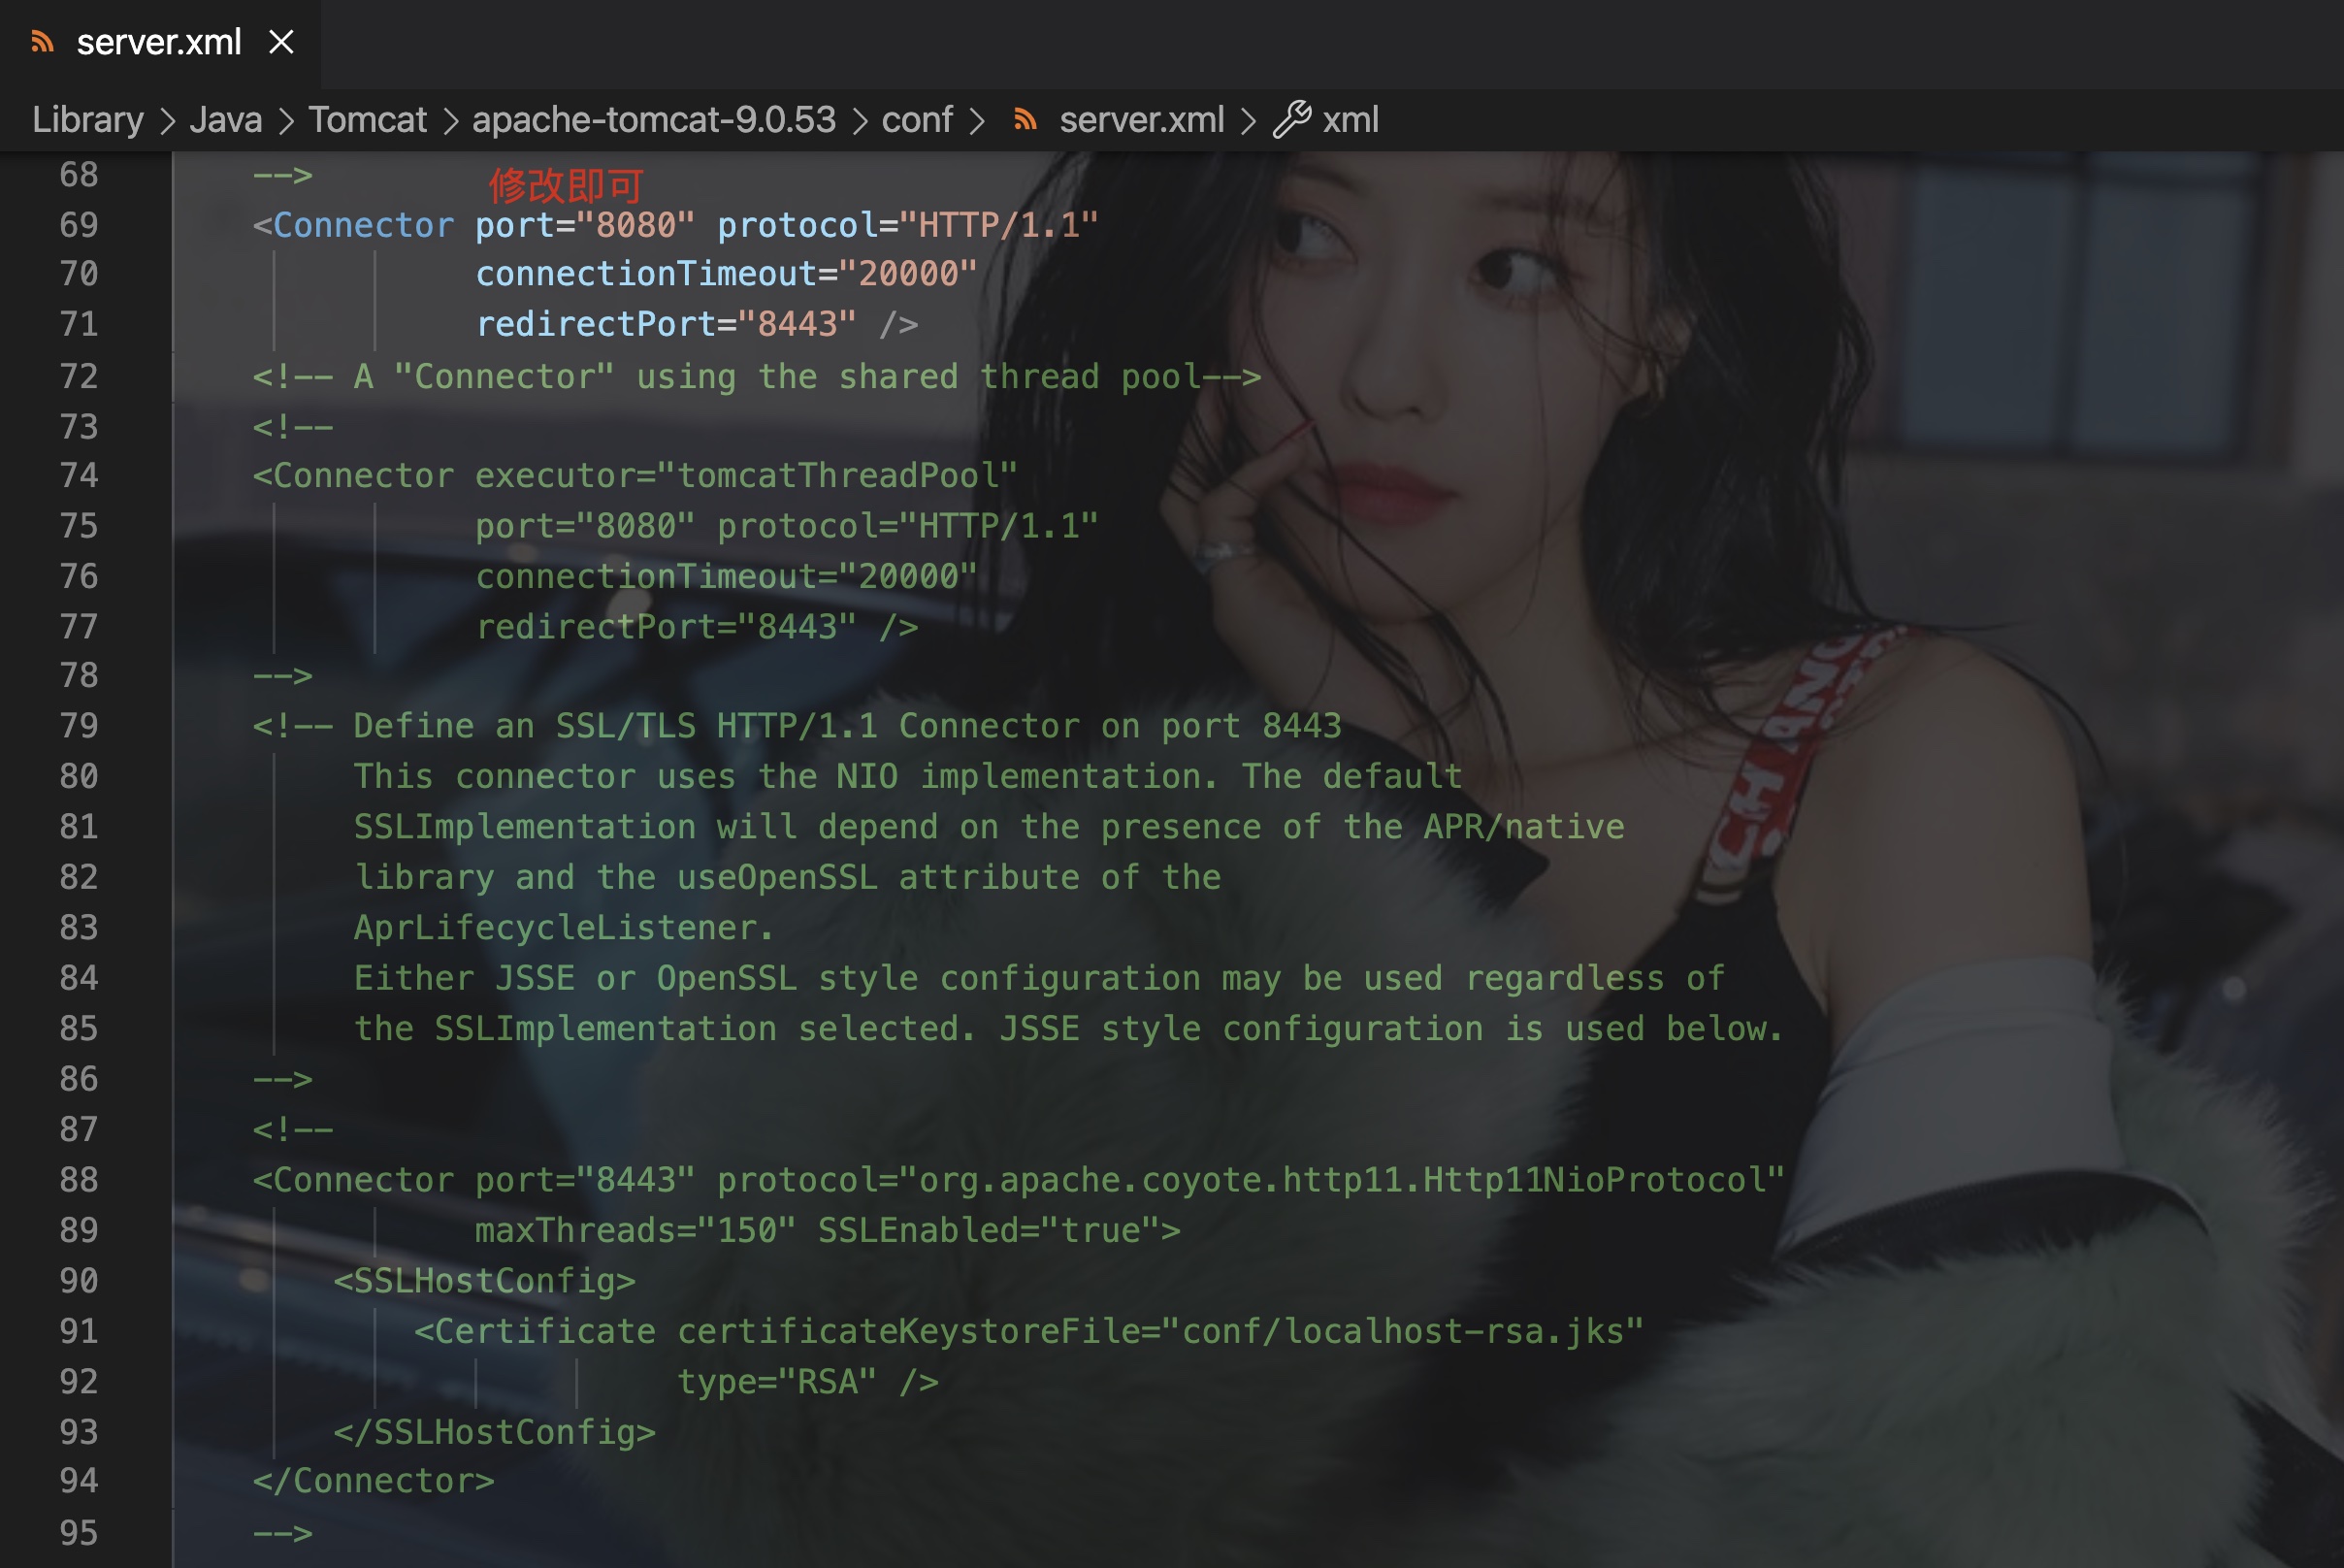 server.xml
Library > Java > Tomcat > apache-tomcat-9.0.53 > conf > server.xml > xml
68 -->
修改即可
69 <Connector port="8080" protocol="HTTP/1.1"
70 connectionTimeout="20000"
71 redirectPort="8443" />
72 <!-- A "Connector" using the shared thread pool-->
73 <!--
74 <Connector executor="tomcatThreadPool"
75 port="8080" protocol="HTTP/1.1"
76 connectionTimeout="20000"
77 redirectPort="8443" />
78 -->
79 <!-- Define an SSL/TLS HTTP/1.1 Connector on port 8443
80 This connector uses the NIO implementation. The default
81 SSLImplementation will depend on the presence of the APR/native
82 library and the useOpenSSL attribute of the
83 AprLifecycleListener.
84 Either JSSE or OpenSSL style configuration may be used regardless of
85 the SSLImplementation selected. JSSE style configuration is used below.
86 -->
87 <!--
88 <Connector port="8443" protocol="org.apache.coyote.http11.Http11NioProtocol"
89 maxThreads="150" SSLEnabled="true">
90 <SSLHostConfig>
91 <Certificate certificateKeystoreFile="conf/localhost-rsa.jks"
92 type="RSA" />
93 </SSLHostConfig>
94 </Connector>
95 -->